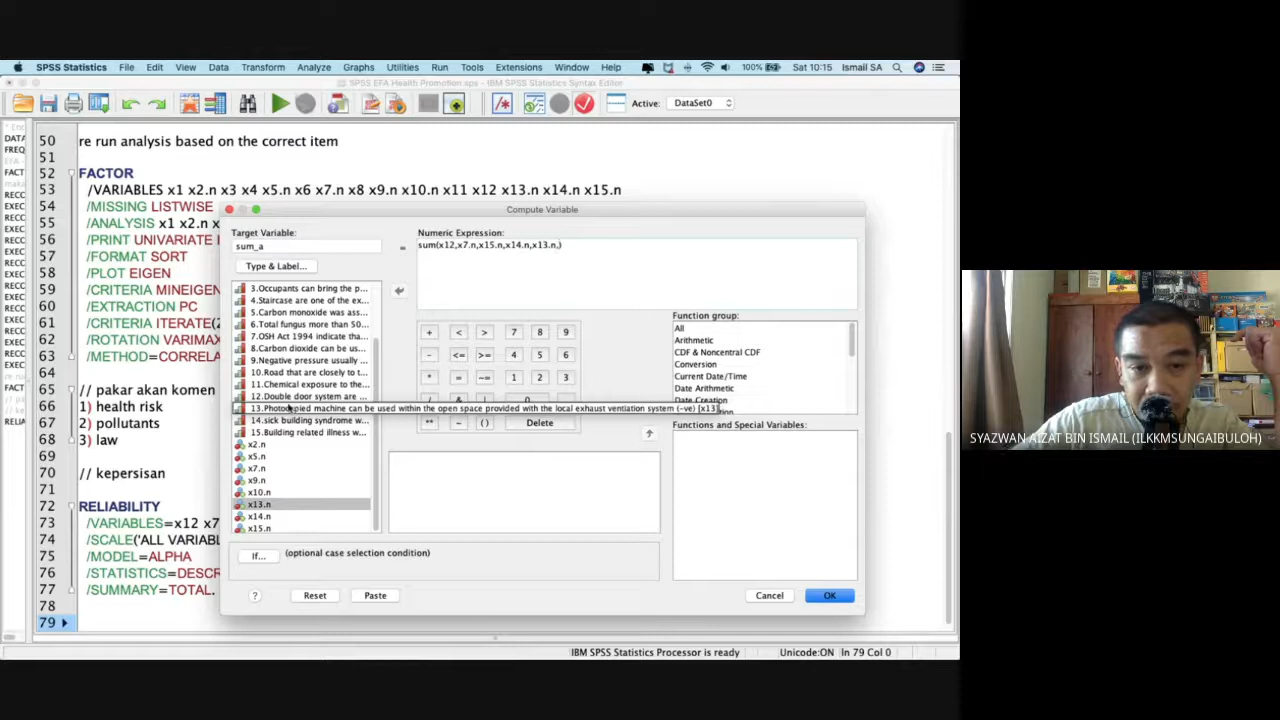 SPSS Statistics File Edit View Data Transform Analyze Graphs Utilities Run Tools Extensions Window Help 100% Sat 10:15 Ismail SA
SPSS EFA Health Promotion.sps - IBM SPSS Statistics Syntax Editor
Active: DataSet0
50 re run analysis based on the correct item
51
52 FACTOR
53 /VARIABLES x1 x2.n x3 x4 x5.n x6 x7.n x8 x9.n x10.n x11 x12 x13.n x14.n x15.n
54 /MISSING LISTWISE
55 /ANALYSIS x1 x2.n x
56 /PRINT UNIVARIATE I
57 /FORMAT SORT
58 /PLOT EIGEN
59 /CRITERIA MINEIGEN
60 /EXTRACTION PC
61 /CRITERIA ITERATE(2
62 /ROTATION VARIMAX
63 /METHOD=CORRELA
64
65 // pakar akan komen
66 1) health risk
67 2) pollutants
68 3) law
69
70 // kepersisan
71
72 RELIABILITY
73 /VARIABLES=x12 x7
74 /SCALE('ALL VARIABL
75 /MODEL=ALPHA
76 /STATISTICS=DESCR
77 /SUMMARY=TOTAL.
78
79
Compute Variable
Target Variable:
sum_a
=
Numeric Expression:
sum(x12,x7.n,x15.n,x14.n,x13.n,)
Type & Label...
3.Occupants can bring the p...
4.Staircase are one of the ex...
5.Carbon monoxide was ass...
6.Total fungus more than 50...
7.OSH Act 1994 indicate tha...
8.Carbon dioxide can be us...
9.Negative pressure usually ...
10.Road that are closely to t...
11.Chemical exposure to the...
12.Double door system are ...
13.Photocopied machine can be used within the open space provided with the local exhaust ventiation system (-ve) [x13]
14.sick building syndrome w...
15.Building related illness w...
x2.n
x5.n
x7.n
x9.n
x10.n
x13.n
x14.n
x15.n
+ < > 7 8 9
- <= >= 4 5 6
* = ~= 1 2 3
/ & | 0 .
** ~ ( ) Delete
Function group:
All
Arithmetic
CDF & Noncentral CDF
Conversion
Current Date/Time
Date Arithmetic
Date Creation
Functions and Special Variables:
If... (optional case selection condition)
? Reset Paste Cancel OK
IBM SPSS Statistics Processor is ready Unicode:ON In 79 Col 0
SYAZWAN AIZAT BIN ISMAIL (ILKKMSUNGAIBULOH)